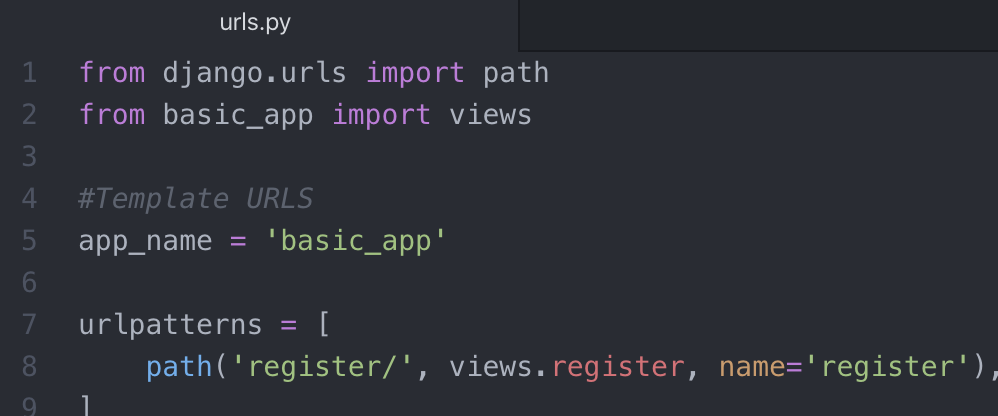 urls.py
1 from django.urls import path
2 from basic_app import views
3
4 #Template URLS
5 app_name = 'basic_app'
6
7 urlpatterns = [
8     path('register/', views.register, name='register'),
9 ]